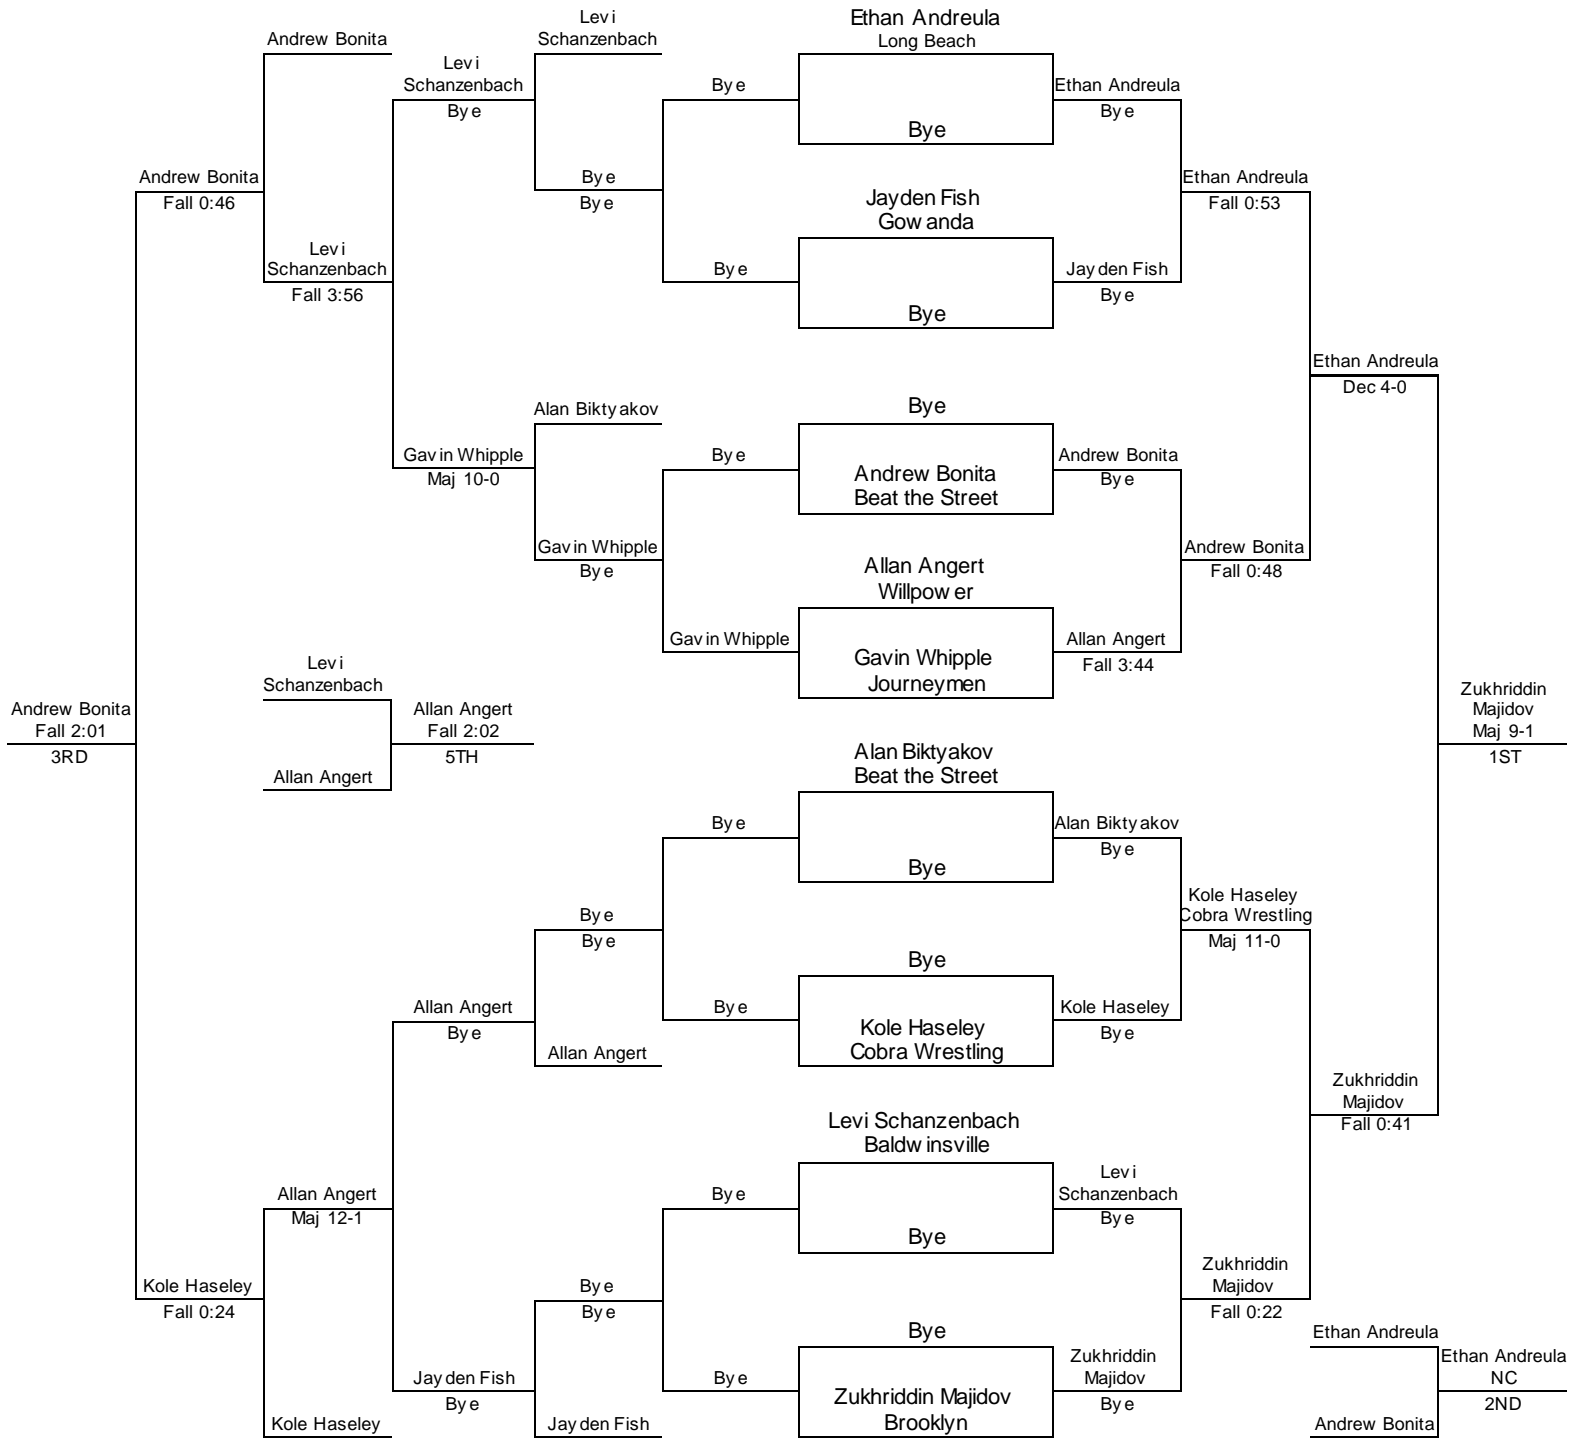 Levi
Schanzenbach
Ethan Andreula
Long Beach
Andrew Bonita
Levi
Schanzenbach
Bye
Bye
Ethan Andreula
Bye
Bye
Andrew Bonita
Fall 0:46
Bye
Bye
Jayden Fish
Gowanda
Ethan Andreula
Fall 0:53
Levi
Schanzenbach
Fall 3:56
Bye
Jayden Fish
Bye
Bye
Ethan Andreula
Dec 4-0
Alan Biktyakov
Bye
Gavin Whipple
Maj 10-0
Bye
Andrew Bonita
Beat the Street
Andrew Bonita
Bye
Gavin Whipple
Bye
Allan Angert
Willpower
Andrew Bonita
Fall 0:48
Gavin Whipple
Gavin Whipple
Journeymen
Allan Angert
Fall 3:44
Levi
Schanzenbach
Andrew Bonita
Fall 2:01
3RD
Allan Angert
Fall 2:02
5TH
Allan Angert
Zukhriddin
Majidov
Maj 9-1
1ST
Alan Biktyakov
Beat the Street
Bye
Alan Biktyakov
Bye
Bye
Bye
Bye
Kole Haseley
Cobra Wrestling
Maj 11-0
Bye
Allan Angert
Bye
Bye
Kole Haseley
Cobra Wrestling
Kole Haseley
Bye
Allan Angert
Zukhriddin
Majidov
Fall 0:41
Levi Schanzenbach
Baldwinsville
Allan Angert
Maj 12-1
Bye
Levi
Schanzenbach
Bye
Bye
Kole Haseley
Fall 0:24
Bye
Bye
Zukhriddin
Majidov
Fall 0:22
Bye
Ethan Andreula
Jayden Fish
Bye
Bye
Zukhriddin Majidov
Brooklyn
Zukhriddin
Majidov
Bye
Ethan Andreula
NC
2ND
Kole Haseley
Jayden Fish
Andrew Bonita